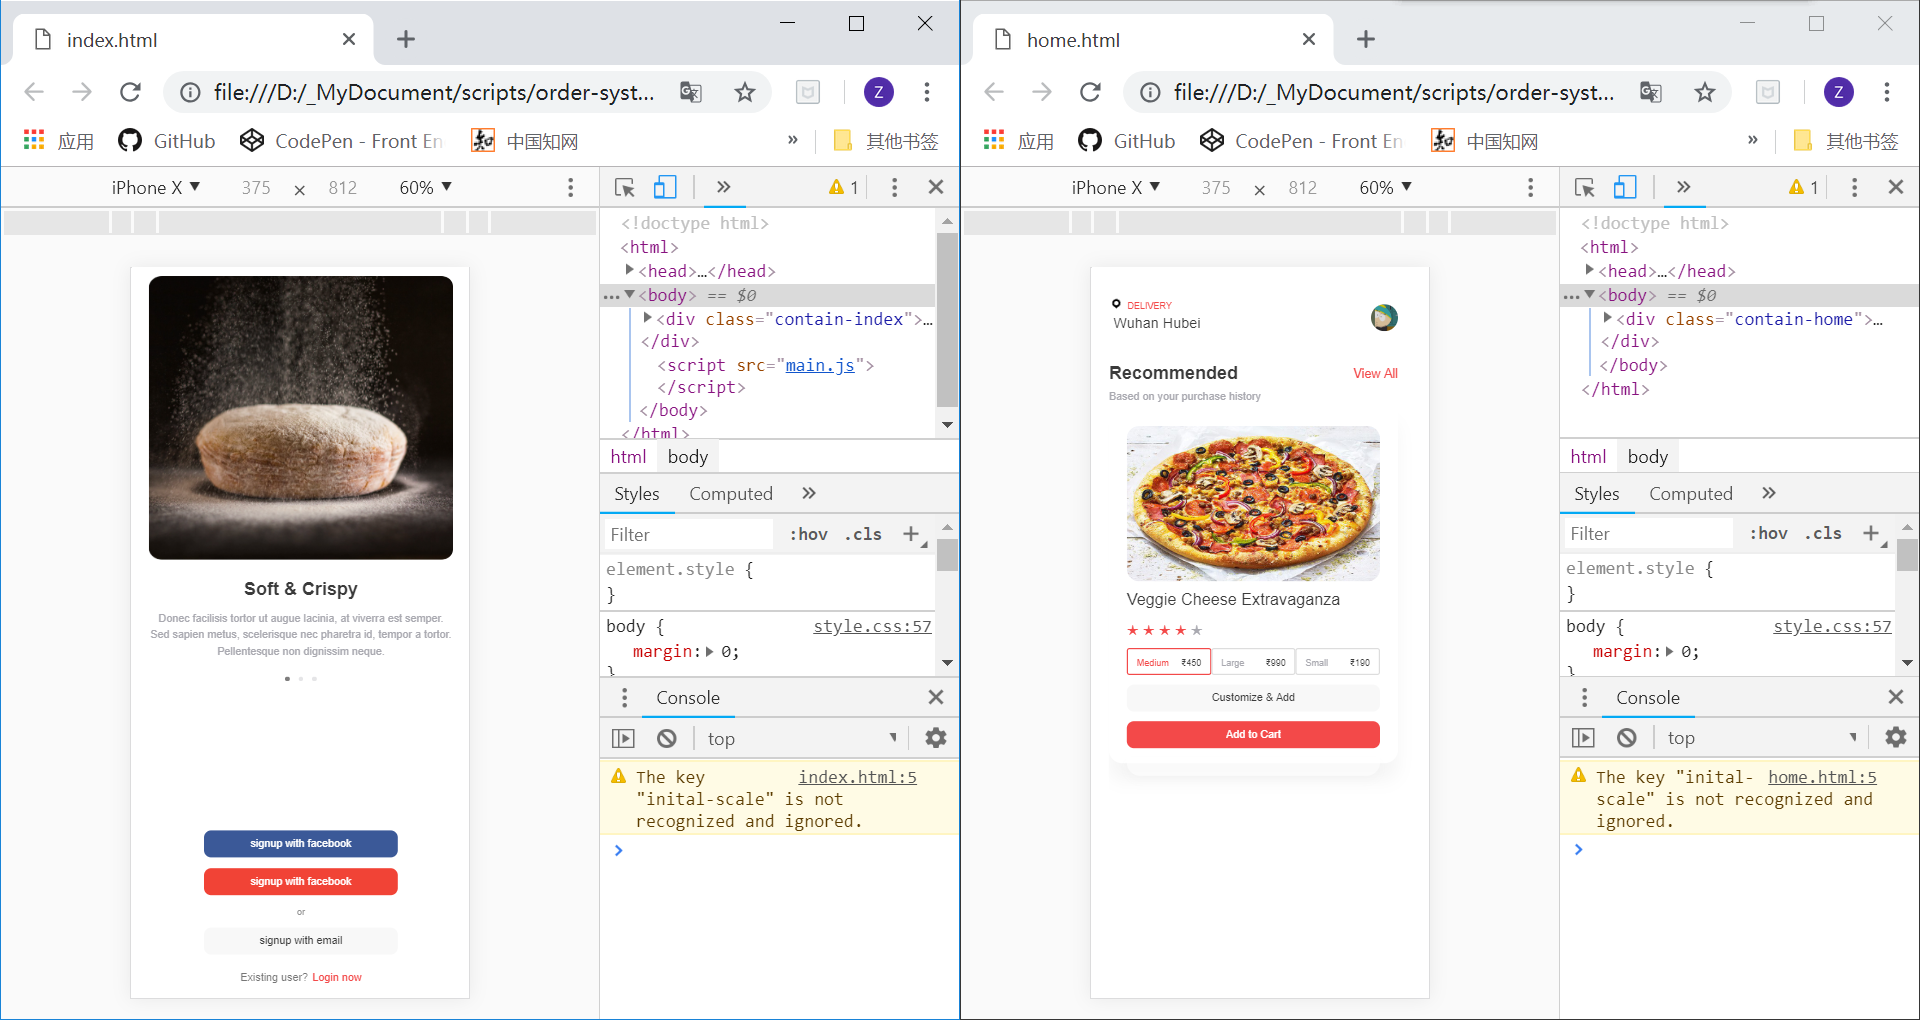 index.html
file:///D:/_MyDocument/scripts/order-syst...
Z
应用
GitHub
CodePen - Front En
中国知网
»
其他书签
iPhone X ▼
375 × 812
60% ▼
» 1
<!doctype html>
<html>
<head>…</head>
… <body> == $0
<div class="contain-index">…
</div>
<script src="main.js">
</script>
</body>
</html>
html body
Styles Computed »
Filter :hov .cls +
element.style {
}
body { style.css:57
margin: 0;
}
Console
top
The key index.html:5
"inital-scale" is not
recognized and ignored.
Soft & Crispy
Donec facilisis tortor ut augue lacinia, at viverra est semper.
Sed sapien metus, scelerisque nec pharetra id, tempor a tortor.
Pellentesque non dignissim neque.
signup with facebook
signup with facebook
or
signup with email
Existing user? Login now
home.html
file:///D:/_MyDocument/scripts/order-syst...
Z
应用
GitHub
CodePen - Front En
中国知网
»
其他书签
iPhone X ▼
375 × 812
60% ▼
» 1
<!doctype html>
<html>
<head>…</head>
… <body> == $0
<div class="contain-home">…
</div>
</body>
</html>
html body
Styles Computed »
Filter :hov .cls +
element.style {
}
body { style.css:57
margin: 0;
}
Console
top
The key "inital- home.html:5
scale" is not recognized and
ignored.
DELIVERY
Wuhan Hubei
Recommended View All
Based on your purchase history
Veggie Cheese Extravaganza
Medium ₹450 Large ₹990 Small ₹190
Customize & Add
Add to Cart